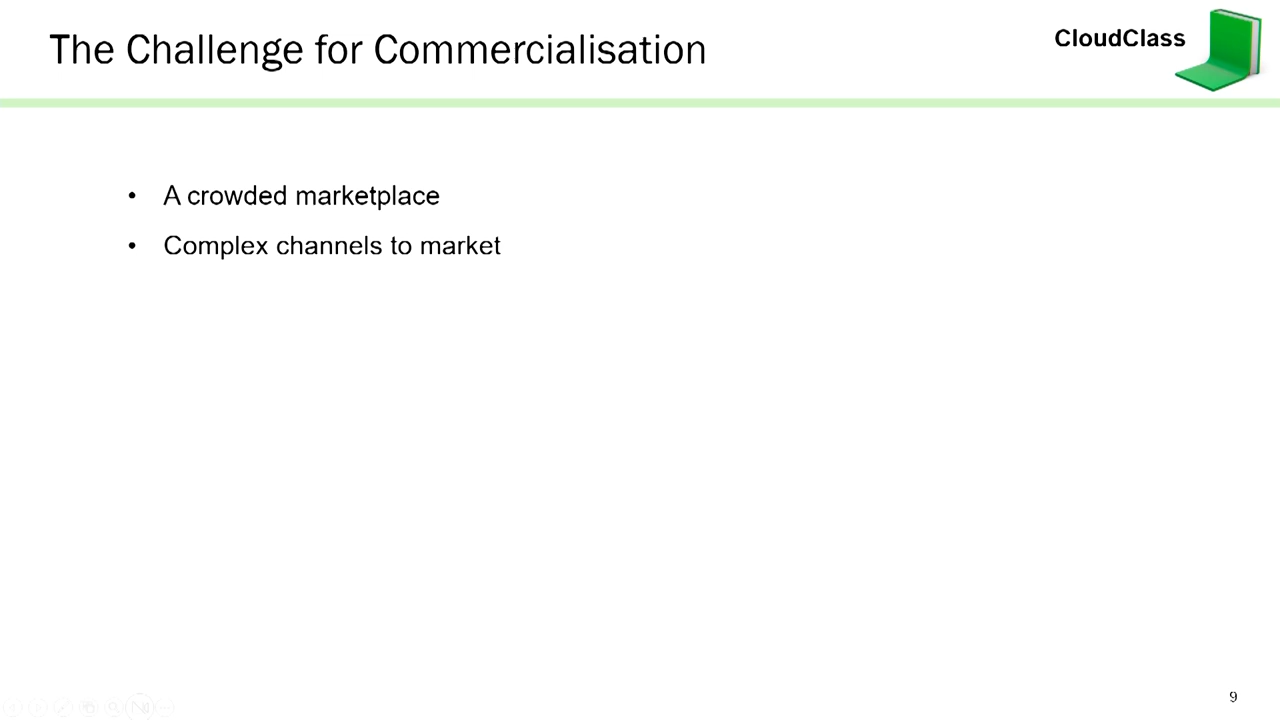 The Challenge for Commercialisation
CloudClass
• A crowded marketplace
• Complex channels to market
9